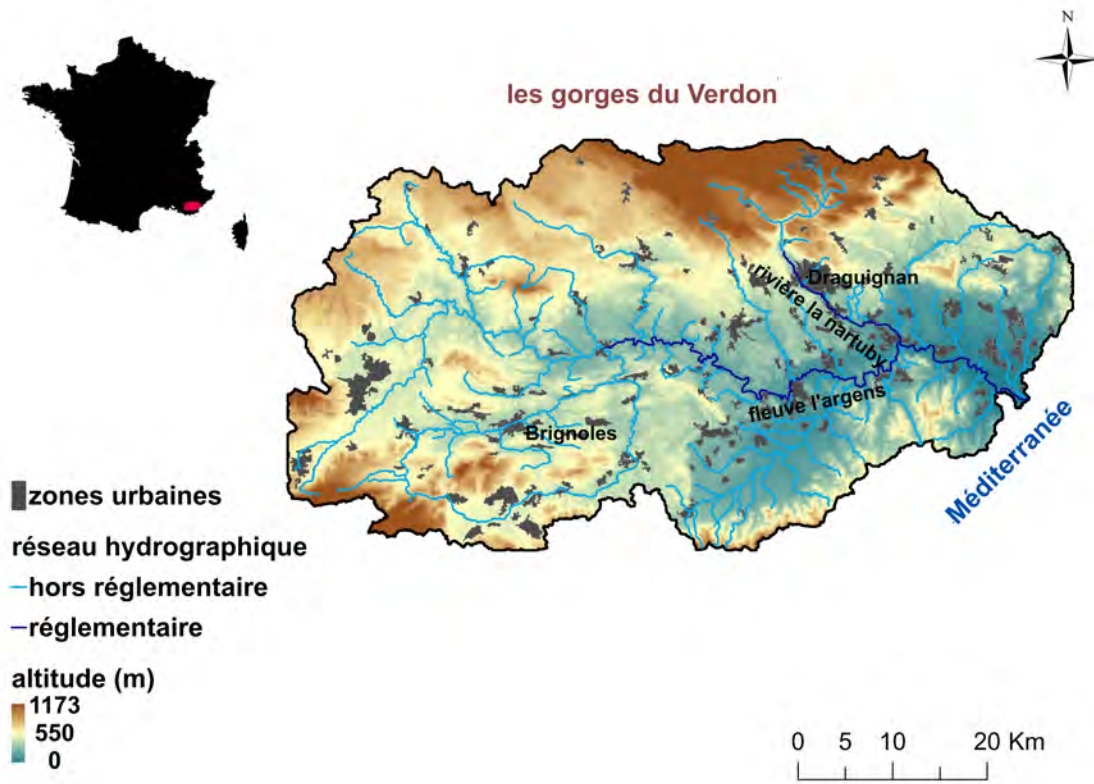 N
les gorges du Verdon
Draguignan
rivière la nartuby
fleuve l'argens
Brignoles
Méditerranée
zones urbaines
réseau hydrographique
hors réglementaire
réglementaire
altitude (m)
1173
550
0
0 5 10 20 Km